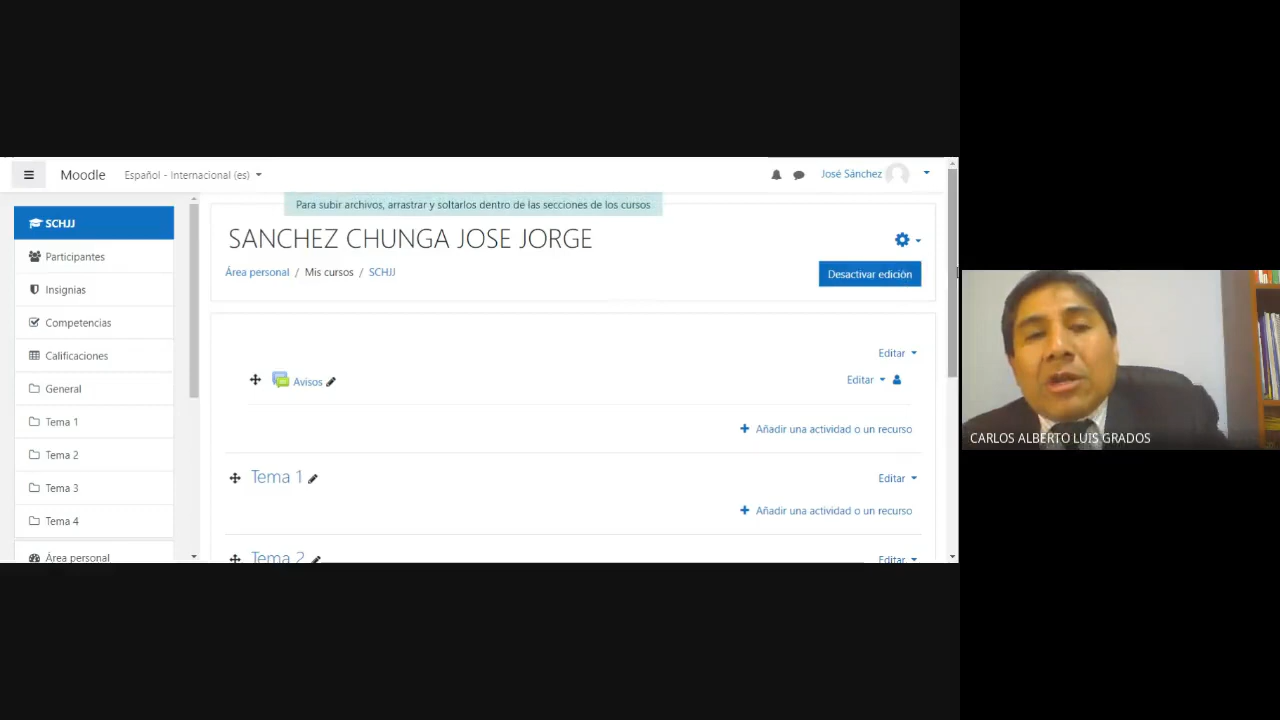 Moodle
Español - Internacional (es)
José Sánchez
Para subir archivos, arrastrar y soltarlos dentro de las secciones de los cursos
SCHJJ
Participantes
Insignias
Competencias
Calificaciones
General
Tema 1
Tema 2
Tema 3
Tema 4
Área personal
SANCHEZ CHUNGA JOSE JORGE
Área personal / Mis cursos / SCHJJ
Desactivar edición
Editar
Avisos
Editar
Añadir una actividad o un recurso
Tema 1
Editar
Añadir una actividad o un recurso
Tema 2
Editar
CARLOS ALBERTO LUIS GRADOS